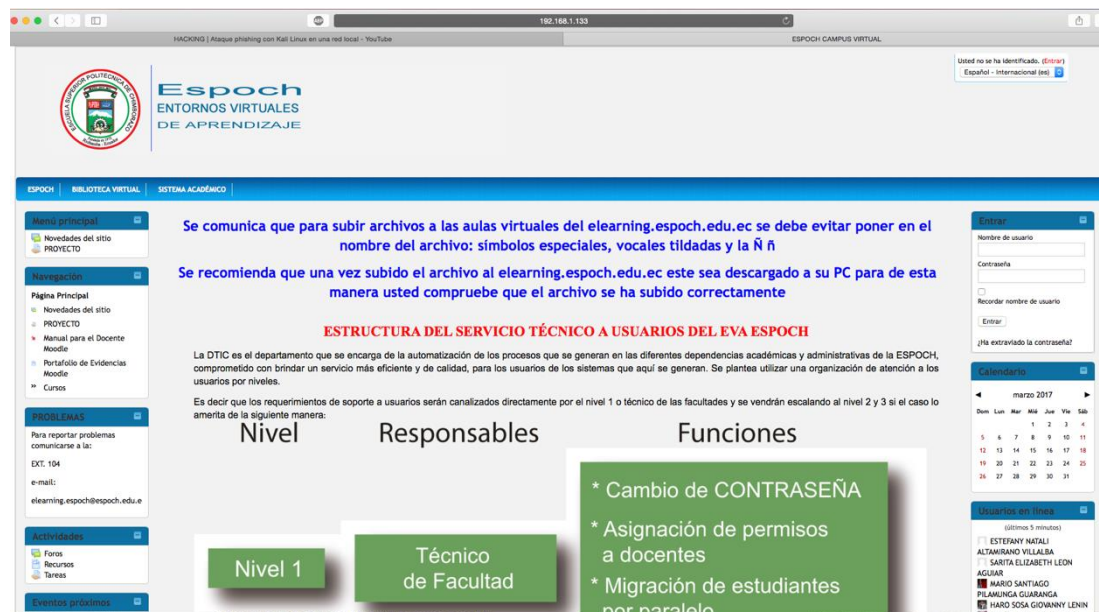 192.168.1.133
HACKING | Ataque phishing con Kali Linux en una red local - YouTube
ESPOCH CAMPUS VIRTUAL
Usted no se ha identificado. (Entrar)
Español - Internacional (es)
ESCUELA SUPERIOR POLITECNICA DE CHIMBORAZO
Espoch
ENTORNOS VIRTUALES
DE APRENDIZAJE
ESPOCH
BIBLIOTECA VIRTUAL
SISTEMA ACADÉMICO
Menú principal
Novedades del sitio
PROYECTO
Navegación
Página Principal
Novedades del sitio
PROYECTO
Manual para el Docente
Moodle
Portafolio de Evidencias
Moodle
Cursos
PROBLEMAS
Para reportar problemas
comunicarse a la:
EXT. 104
e-mail:
elearning.espoch@espoch.edu.e
Actividades
Foros
Recursos
Tareas
Eventos próximos
Se comunica que para subir archivos a las aulas virtuales del elearning.espoch.edu.ec se debe evitar poner en el
nombre del archivo: símbolos especiales, vocales tildadas y la Ñ ñ
Se recomienda que una vez subido el archivo al elearning.espoch.edu.ec este sea descargado a su PC para de esta
manera usted compruebe que el archivo se ha subido correctamente
ESTRUCTURA DEL SERVICIO TÉCNICO A USUARIOS DEL EVA ESPOCH
La DTIC es el departamento que se encarga de la automatización de los procesos que se generan en las diferentes dependencias académicas y administrativas de la ESPOCH,
comprometido con brindar un servicio más eficiente y de calidad, para los usuarios de los sistemas que aquí se generan. Se plantea utilizar una organización de atención a los
usuarios por niveles.
Es decir que los requerimientos de soporte a usuarios serán canalizados directamente por el nivel 1 o técnico de las facultades y se vendrán escalando al nivel 2 y 3 si el caso lo
amerita de la siguiente manera:
Nivel Responsables Funciones
Nivel 1
Técnico
de Facultad
* Cambio de CONTRASEÑA
* Asignación de permisos
a docentes
* Migración de estudiantes
por paralelo
Entrar
Nombre de usuario
Contraseña
Recordar nombre de usuario
Entrar
¿Ha extraviado la contraseña?
Calendario
marzo 2017
Dom Lun Mar Mié Jue Vie Sáb
1 2 3 4
5 6 7 8 9 10 11
12 13 14 15 16 17 18
19 20 21 22 23 24 25
26 27 28 29 30 31
Usuarios en línea
(últimos 5 minutos)
ESTEFANY NATALI
ALTAMIRANO VILLALBA
SARITA ELIZABETH LEON
AGUIAR
MARIO SANTIAGO
PILAMUNGA GUARANGA
HARO SOSA GIOVANNY LENIN